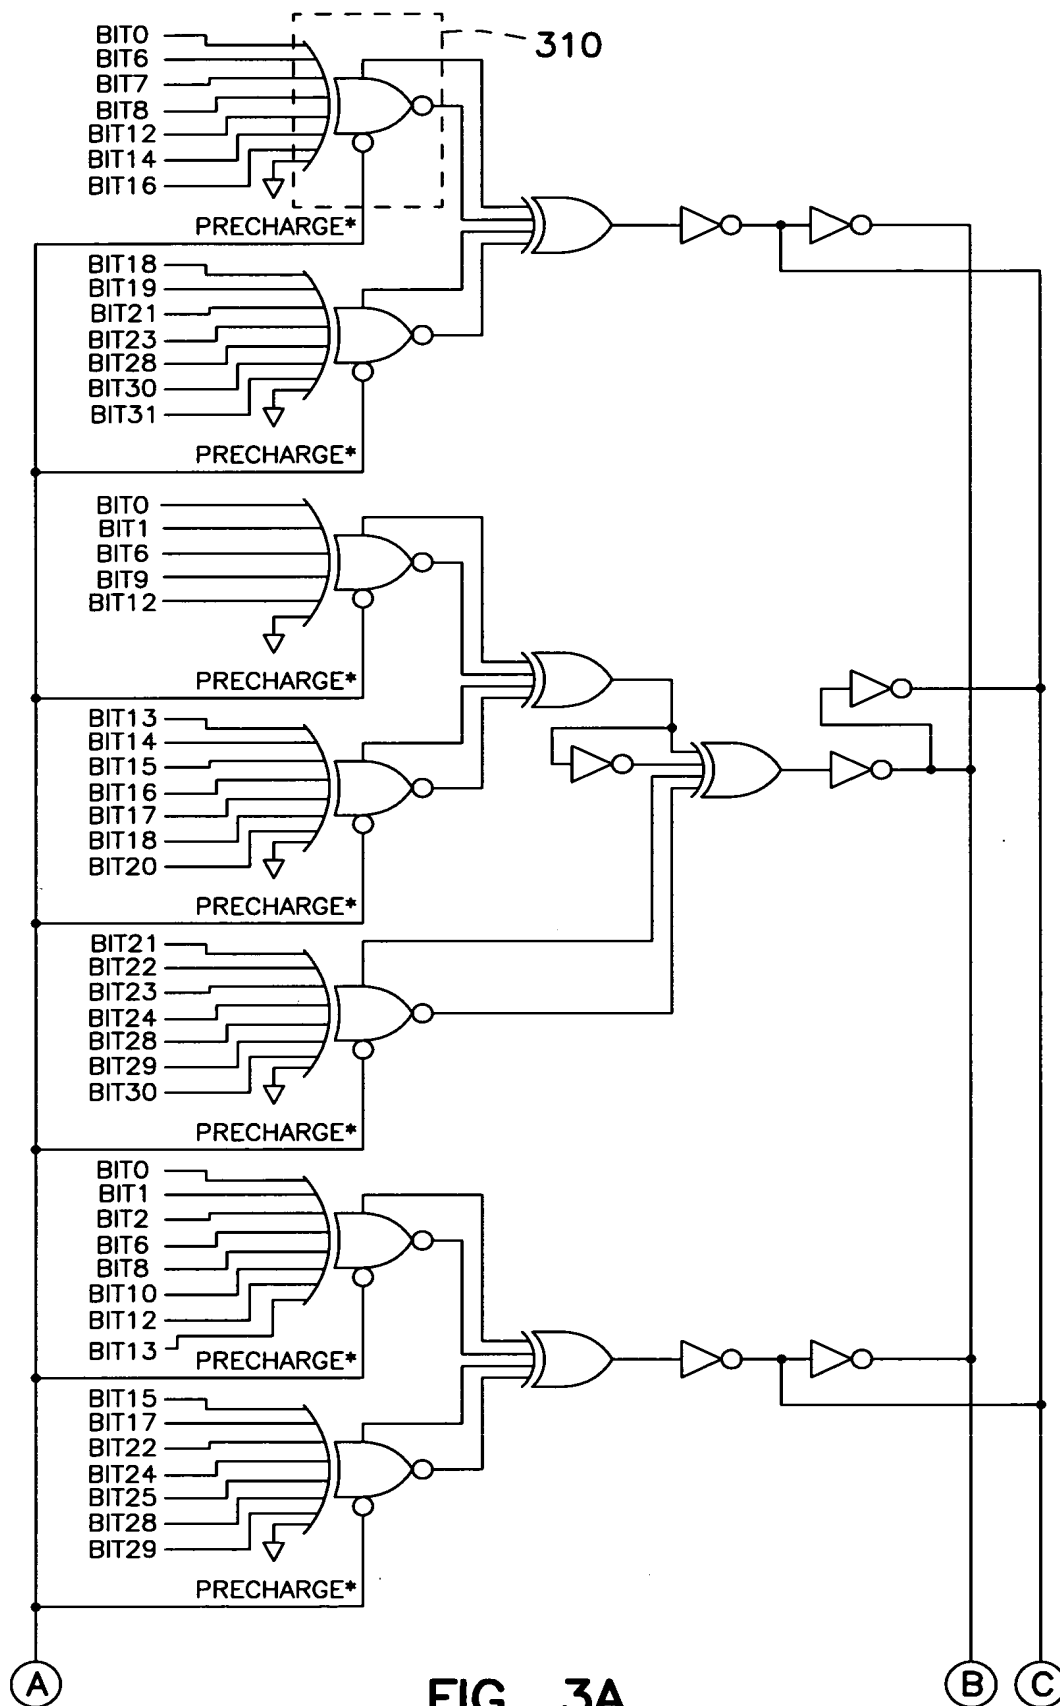 BIT0
310
BIT6
BIT7
BIT8
BIT12
BIT14
BIT16
PRECHARGE*
BIT18
BIT19
BIT21
BIT23
BIT28
BIT30
BIT31
PRECHARGE*
BIT0
BIT1
BIT6
BIT9
BIT12
PRECHARGE*
BIT13
BIT14
BIT15
BIT16
BIT17
BIT18
BIT20
PRECHARGE*
BIT21
BIT22
BIT23
BIT24
BIT28
BIT29
BIT30
PRECHARGE*
BIT0
BIT1
BIT2
BIT6
BIT8
BIT10
BIT12
BIT13
PRECHARGE*
BIT15
BIT17
BIT22
BIT24
BIT25
BIT28
BIT29
PRECHARGE*
A
B
C
FIG. 3A